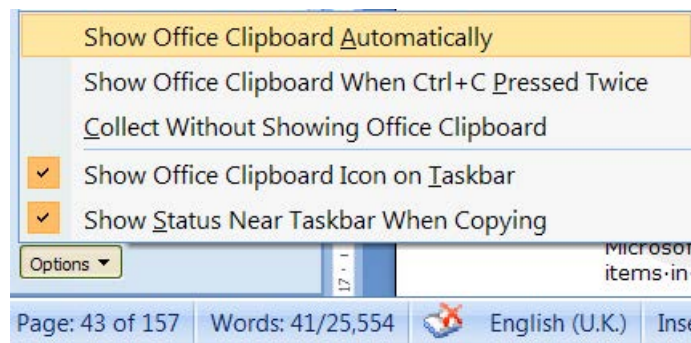 Show Office Clipboard Automatically
Show Office Clipboard When Ctrl+C Pressed Twice
Collect Without Showing Office Clipboard
Show Office Clipboard Icon on Taskbar
Show Status Near Taskbar When Copying
Options
17
items·in
Page: 43 of 157 Words: 41/25,554 English (U.K.)